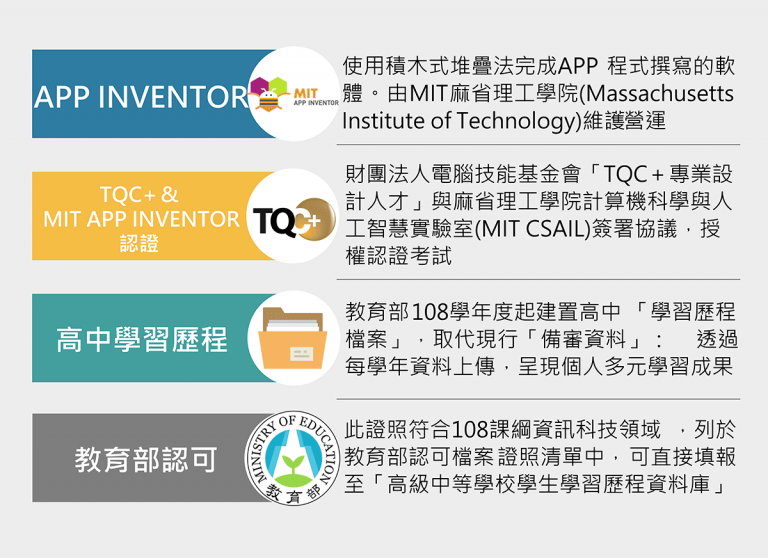 APP INVENTOR
MIT
APP INVENTOR
使用積木式堆疊法完成APP 程式撰寫的軟
體。由MIT麻省理工學院(Massachusetts
Institute of Technology)維護營運
TQC+ &
MIT APP INVENTOR
認證
TQC+
財團法人電腦技能基金會「TQC+專業設
計人才」與麻省理工學院計算機科學與人
工智慧實驗室(MIT CSAIL)簽署協議，授
權認證考試
高中學習歷程
教育部108學年度起建置高中 「學習歷程
檔案」，取代現行「備審資料」： 透過
每學年資料上傳，呈現個人多元學習成果
教育部認可
MINISTRY OF EDUCATION
教育部
此證照符合108課綱資訊科技領域 ，列於
教育部認可檔案證照清單中，可直接填報
至「高級中等學校學生學習歷程資料庫」